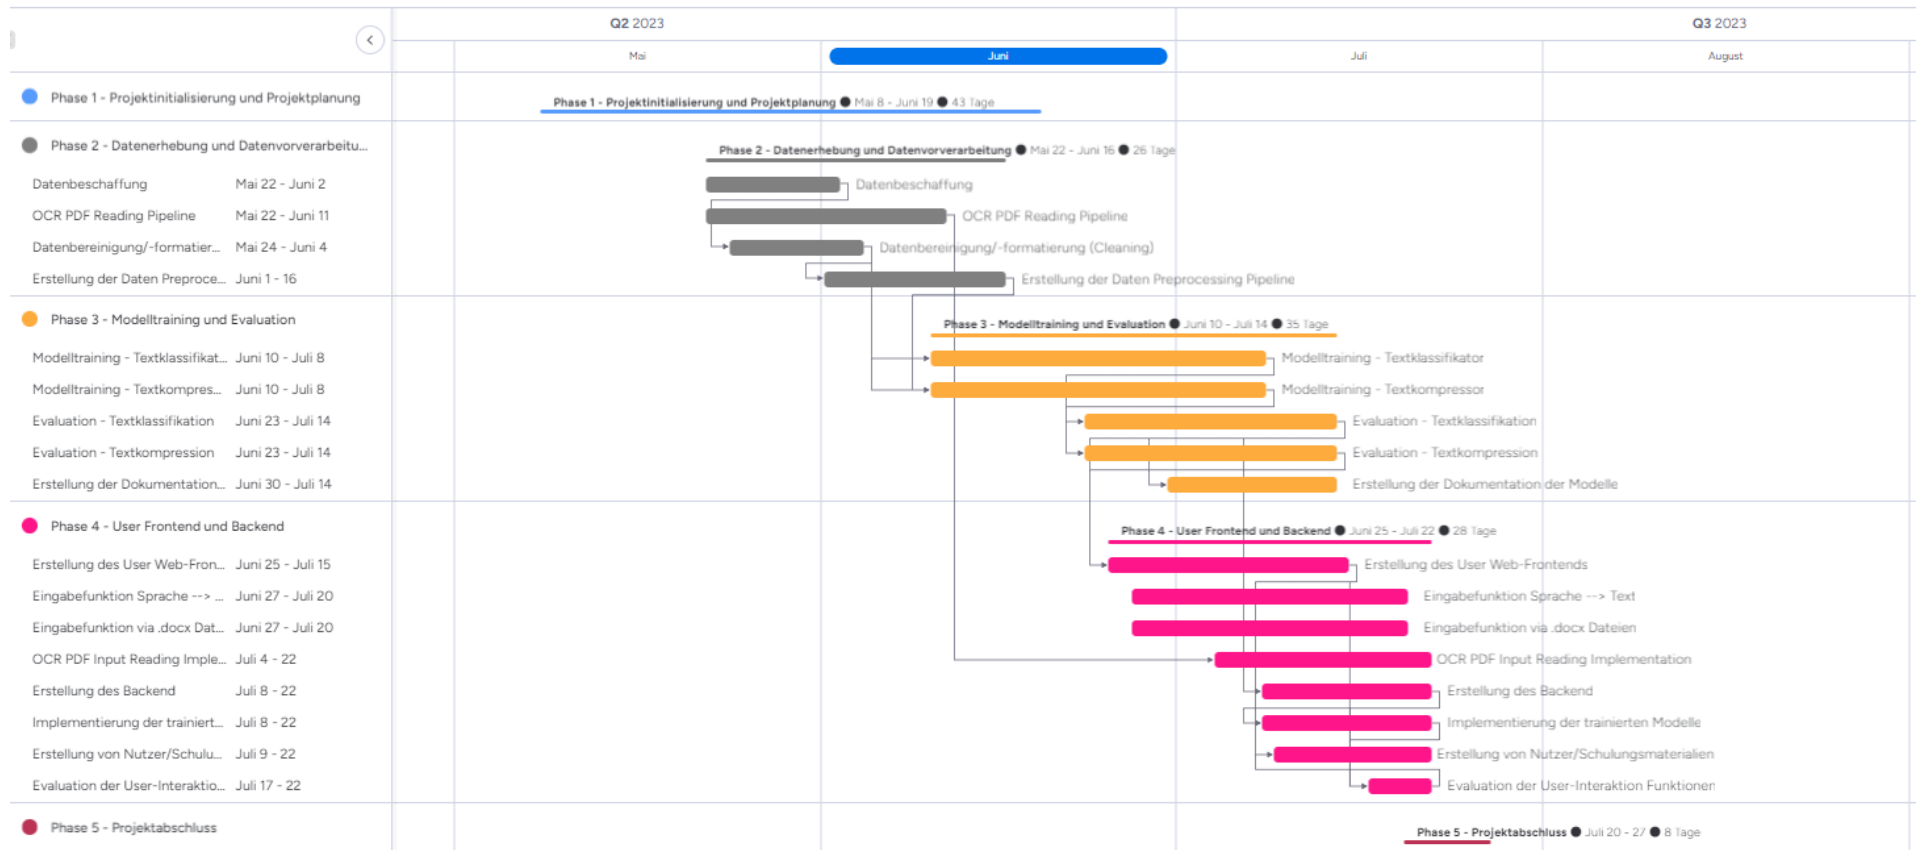 Q2 2023
Q3 2023
Mai
Juni
Juli
August
Phase 1 - Projektinitialisierung und Projektplanung
Phase 1 - Projektinitialisierung und Projektplanung ● Mai 8 - Juni 19 ● 43 Tage
Phase 2 - Datenerhebung und Datenvorverarbeitu...
Phase 2 - Datenerhebung und Datenvorverarbeitung ● Mai 22 - Juni 16 ● 26 Tage
Datenbeschaffung Mai 22 - Juni 2
Datenbeschaffung
OCR PDF Reading Pipeline Mai 22 - Juni 11
OCR PDF Reading Pipeline
Datenbereinigung/-formatier... Mai 24 - Juni 4
Datenbereinigung/-formatierung (Cleaning)
Erstellung der Daten Preproce... Juni 1 - 16
Erstellung der Daten Preprocessing Pipeline
Phase 3 - Modelltraining und Evaluation
Phase 3 - Modelltraining und Evaluation ● Juni 10 - Juli 14 ● 35 Tage
Modelltraining - Textklassifikat... Juni 10 - Juli 8
Modelltraining - Textklassifikator
Modelltraining - Textkompres... Juni 10 - Juli 8
Modelltraining - Textkompressor
Evaluation - Textklassifikation Juni 23 - Juli 14
Evaluation - Textklassifikation
Evaluation - Textkompression Juni 23 - Juli 14
Evaluation - Textkompression
Erstellung der Dokumentation... Juni 30 - Juli 14
Erstellung der Dokumentation der Modelle
Phase 4 - User Frontend und Backend
Phase 4 - User Frontend und Backend ● Juni 25 - Juli 22 ● 28 Tage
Erstellung des User Web-Fron... Juni 25 - Juli 15
Erstellung des User Web-Frontends
Eingabefunktion Sprache --> ... Juni 27 - Juli 20
Eingabefunktion Sprache --> Text
Eingabefunktion via .docx Dat... Juni 27 - Juli 20
Eingabefunktion via .docx Dateien
OCR PDF Input Reading Imple... Juli 4 - 22
OCR PDF Input Reading Implementation
Erstellung des Backend Juli 8 - 22
Erstellung des Backend
Implementierung der trainiert... Juli 8 - 22
Implementierung der trainierten Modelle
Erstellung von Nutzer/Schulu... Juli 9 - 22
Erstellung von Nutzer/Schulungsmaterialien
Evaluation der User-Interaktio... Juli 17 - 22
Evaluation der User-Interaktion Funktionen
Phase 5 - Projektabschluss
Phase 5 - Projektabschluss ● Juli 20 - 27 ● 8 Tage